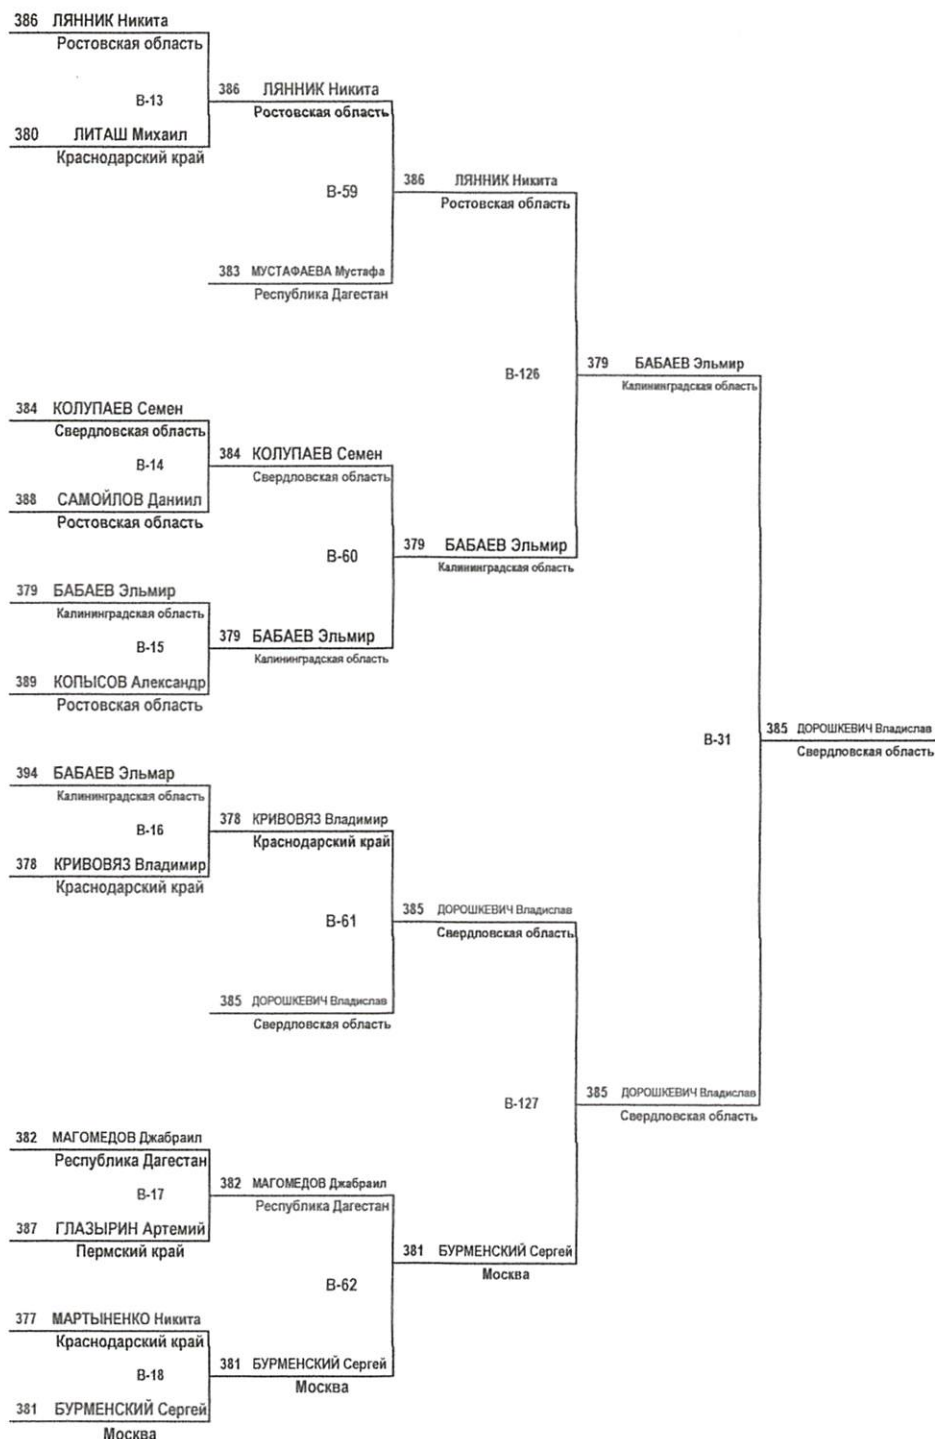 386 ЛЯННИК Никита
Ростовская область
В-13
386 ЛЯННИК Никита
Ростовская область
380 ЛИТАШ Михаил
Краснодарский край
В-59
386 ЛЯННИК Никита
Ростовская область
383 МУСТАФАЕВА Мустафа
Республика Дагестан
В-126
379 БАБАЕВ Эльмир
Калининградская область
384 КОЛУПАЕВ Семен
Свердловская область
В-14
384 КОЛУПАЕВ Семен
Свердловская область
388 САМОЙЛОВ Даниил
Ростовская область
В-60
379 БАБАЕВ Эльмир
Калининградская область
379 БАБАЕВ Эльмир
Калининградская область
В-15
379 БАБАЕВ Эльмир
Калининградская область
389 КОПЫСОВ Александр
Ростовская область
В-31
385 ДОРОШКЕВИЧ Владислав
Свердловская область
394 БАБАЕВ Эльмар
Калининградская область
В-16
378 КРИВОВЯЗ Владимир
Краснодарский край
378 КРИВОВЯЗ Владимир
Краснодарский край
В-61
385 ДОРОШКЕВИЧ Владислав
Свердловская область
385 ДОРОШКЕВИЧ Владислав
Свердловская область
В-127
385 ДОРОШКЕВИЧ Владислав
Свердловская область
382 МАГОМЕДОВ Джабраил
Республика Дагестан
В-17
382 МАГОМЕДОВ Джабраил
Республика Дагестан
387 ГЛАЗЫРИН Артемий
Пермский край
В-62
381 БУРМЕНСКИЙ Сергей
Москва
377 МАРТЫНЕНКО Никита
Краснодарский край
В-18
381 БУРМЕНСКИЙ Сергей
Москва
381 БУРМЕНСКИЙ Сергей
Москва